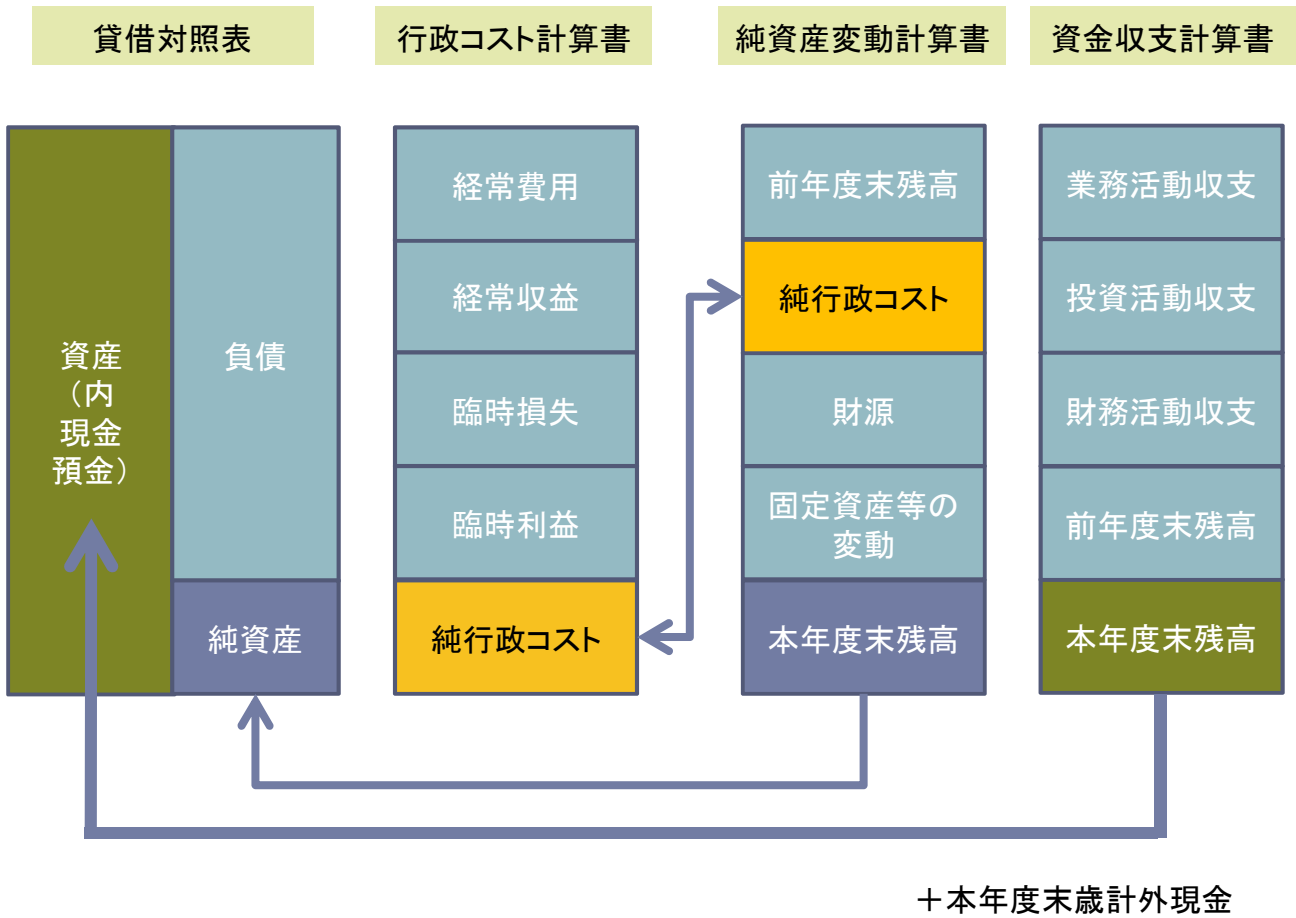 貸借対照表
行政コスト計算書
純資産変動計算書
資金収支計算書
資産
（内
現金
預金）
負債
純資産
経常費用
経常収益
臨時損失
臨時利益
純行政コスト
前年度末残高
純行政コスト
財源
固定資産等の
変動
本年度末残高
業務活動収支
投資活動収支
財務活動収支
前年度末残高
本年度末残高
＋本年度末歳計外現金